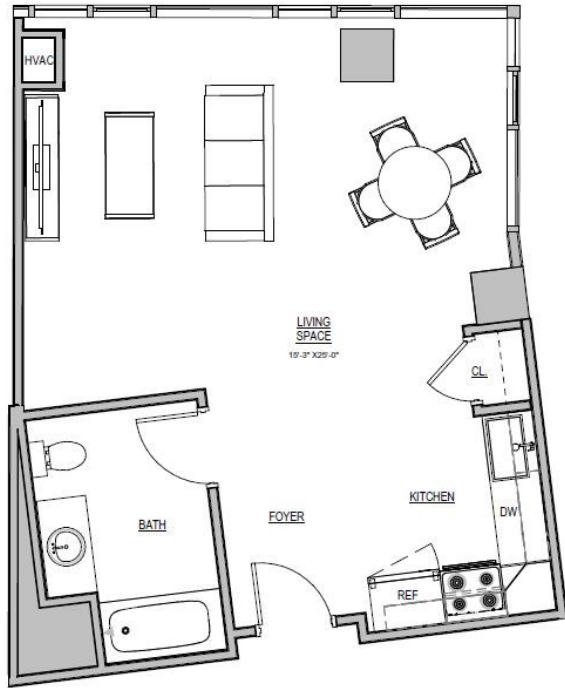 HVAC
LIVING
SPACE
15'-3" X25'-0"
CL.
KITCHEN
DW
FOYER
BATH
REF